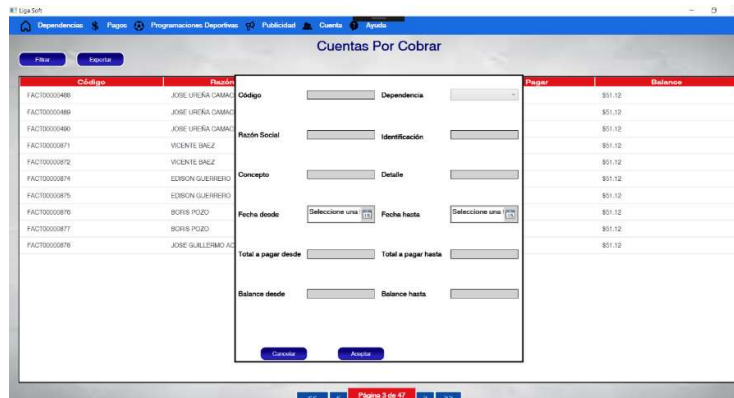 Liga Soft
Dependencias $ Pagos Programaciones Deportivas Publicidad Cuenta Ayuda
Cuentas Por Cobrar
Filtrar Exportar
Código Razón Pagar Balance
FACT00000488 JOSE UREÑA CAMAC $51.12
FACT00000489 JOSE UREÑA CAMAC $51.12
FACT00000490 JOSE UREÑA CAMAC $51.12
FACT00000871 VICENTE BAEZ $51.12
FACT00000872 VICENTE BAEZ $51.12
FACT00000874 EDISON GUERRERO $51.12
FACT00000875 EDISON GUERRERO $51.12
FACT00000876 BORIS POZO $51.12
FACT00000877 BORIS POZO $51.12
FACT00000878 JOSE GUILLERMO AC $51.12
Código Dependencia
Razón Social Identificación
Concepto Detalle
Fecha desde Seleccione una 15 Fecha hasta Seleccione una 15
Total a pagar desde Total a pagar hasta
Balance desde Balance hasta
Cancelar Aceptar
<< < Página 3 de 47 > >>